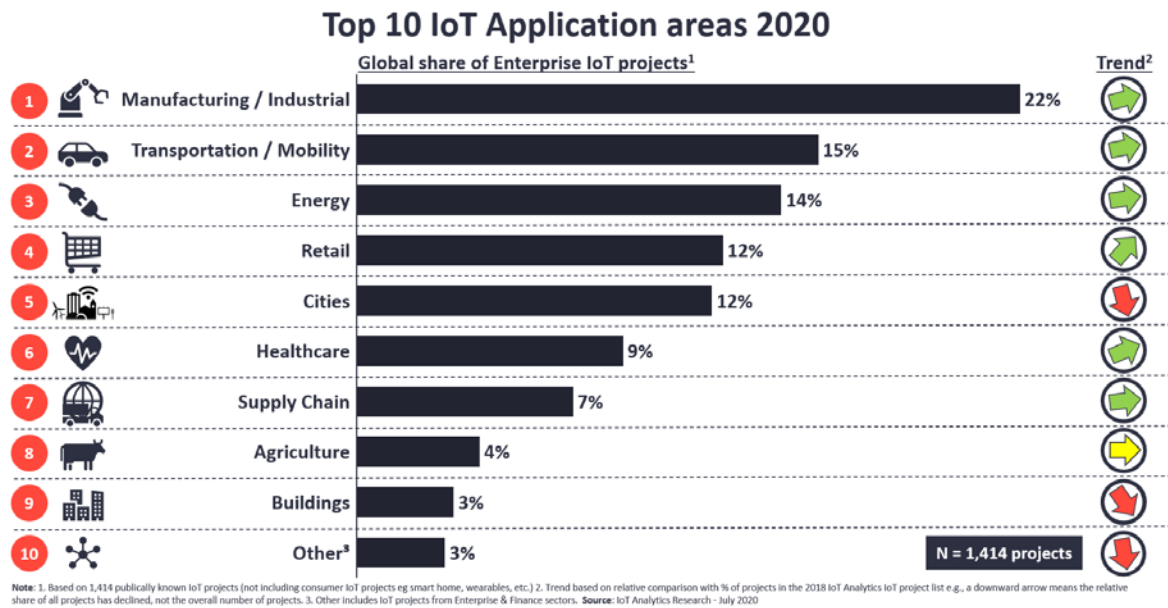 Top 10 IoT Application areas 2020
Global share of Enterprise IoT projects¹
Trend²
1 Manufacturing / Industrial 22%
2 Transportation / Mobility 15%
3 Energy 14%
4 Retail 12%
5 Cities 12%
6 Healthcare 9%
7 Supply Chain 7%
8 Agriculture 4%
9 Buildings 3%
10 Other³ 3%
N = 1,414 projects
Note: 1. Based on 1,414 publically known IoT projects (not including consumer IoT projects eg smart home, wearables, etc.) 2. Trend based on relative comparison with % of projects in the 2018 IoT Analytics IoT project list e.g., a downward arrow means the relative
share of all projects has declined, not the overall number of projects. 3. Other includes IoT projects from Enterprise & Finance sectors. Source: IoT Analytics Research - July 2020